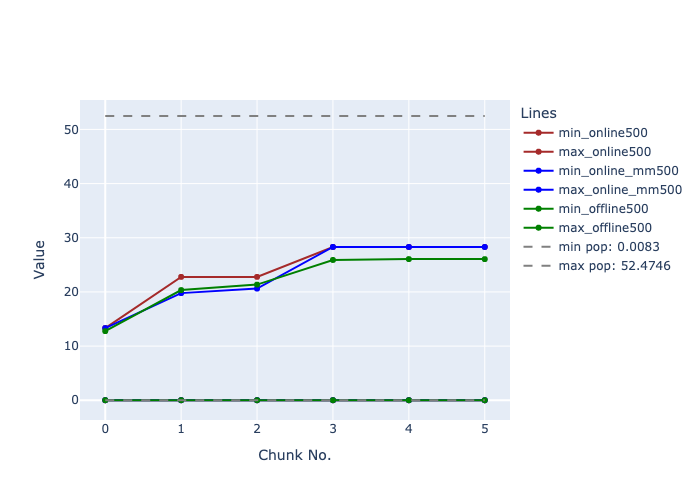 Lines
min_online500
max_online500
min_online_mm500
max_online_mm500
min_offline500
max_offline500
min pop: 0.0083
max pop: 52.4746
Value
50
40
30
20
10
0
0 1 2 3 4 5
Chunk No.